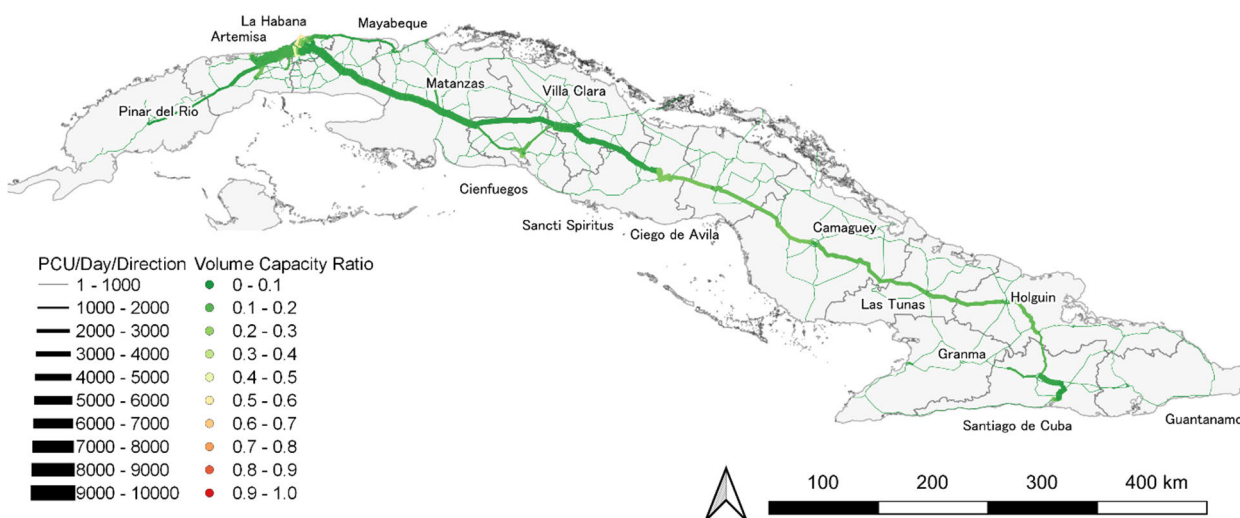 La Habana
Mayabeque
Artemisa
Matanzas
Villa Clara
Pinar del Rio
Cienfuegos
Sancti Spiritus
Ciego de Avila
Camaguey
Las Tunas
Holguin
Granma
Santiago de Cuba
Guantanamo
PCU/Day/Direction Volume Capacity Ratio
1 - 1000 0 - 0.1
1000 - 2000 0.1 - 0.2
2000 - 3000 0.2 - 0.3
3000 - 4000 0.3 - 0.4
4000 - 5000 0.4 - 0.5
5000 - 6000 0.5 - 0.6
6000 - 7000 0.6 - 0.7
7000 - 8000 0.7 - 0.8
8000 - 9000 0.8 - 0.9
9000 - 10000 0.9 - 1.0
100 200 300 400 km